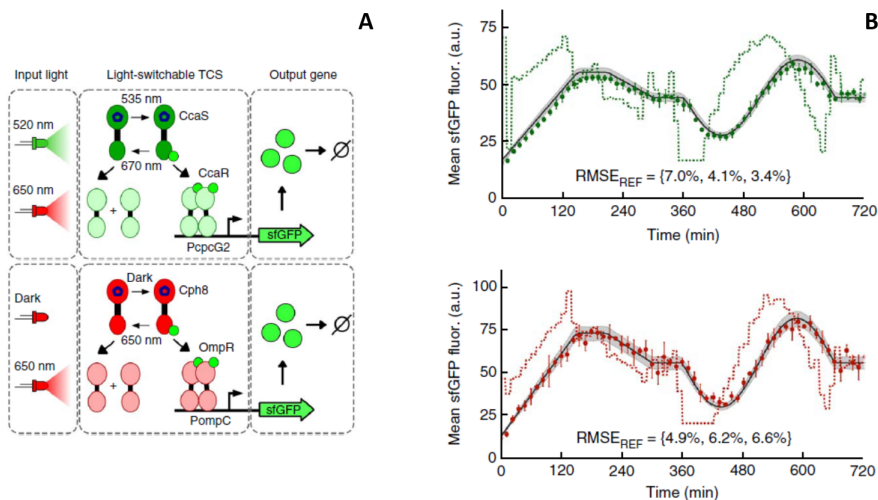 A
Input light
Light-switchable TCS
Output gene
520 nm
650 nm
535 nm
CcaS
670 nm
CcaR
+
PcpcG2
sfGFP
Dark
650 nm
Dark
Cph8
650 nm
OmpR
+
PompC
sfGFP
B
Mean sfGFP fluor. (a.u.)
75
50
25
0
RMSE_REF = {7.0%, 4.1%, 3.4%}
0 120 240 360 480 600 720
Time (min)
Mean sfGFP fluor. (a.u.)
100
75
50
25
0
RMSE_REF = {4.9%, 6.2%, 6.6%}
0 120 240 360 480 600 720
Time (min)